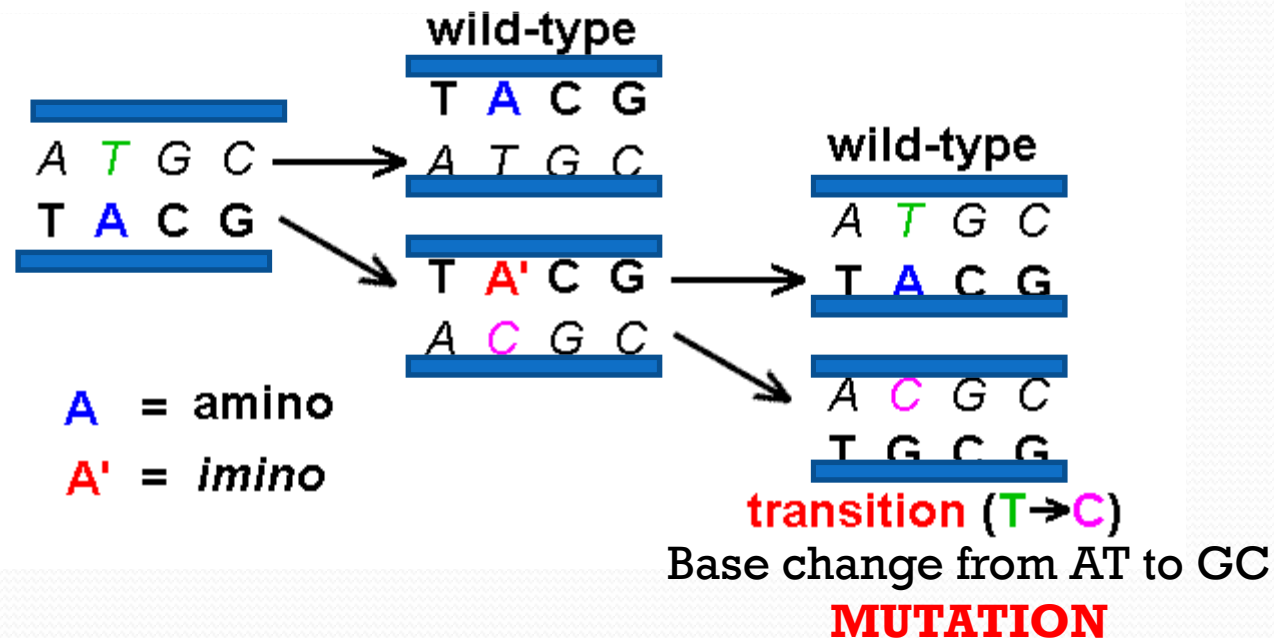 wild-type
T A C G
A T G C
A T G C
T A C G
wild-type
A T G C
T A C G
T A' C G
A C G C
A C G C
T G C G
A = amino
A' = imino
transition (T→C)
Base change from AT to GC
MUTATION